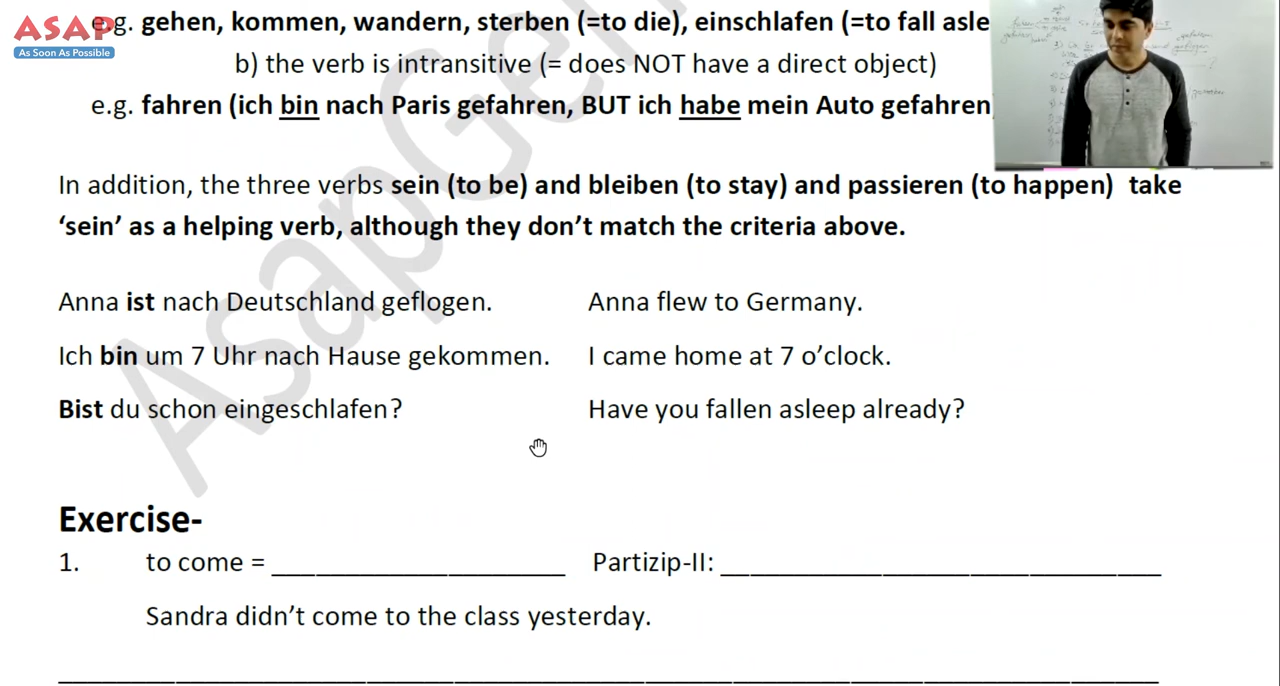 ASAP
As Soon As Possible
e.g. gehen, kommen, wandern, sterben (=to die), einschlafen (=to fall asle
b) the verb is intransitive (= does NOT have a direct object)
e.g. fahren (ich bin nach Paris gefahren, BUT ich habe mein Auto gefahren
In addition, the three verbs sein (to be) and bleiben (to stay) and passieren (to happen) take
‘sein’ as a helping verb, although they don’t match the criteria above.
Anna ist nach Deutschland geflogen. Anna flew to Germany.
Ich bin um 7 Uhr nach Hause gekommen. I came home at 7 o’clock.
Bist du schon eingeschlafen? Have you fallen asleep already?
Exercise-
1. to come = ____________________ Partizip-II: ______________________________
Sandra didn’t come to the class yesterday.
AsapGer